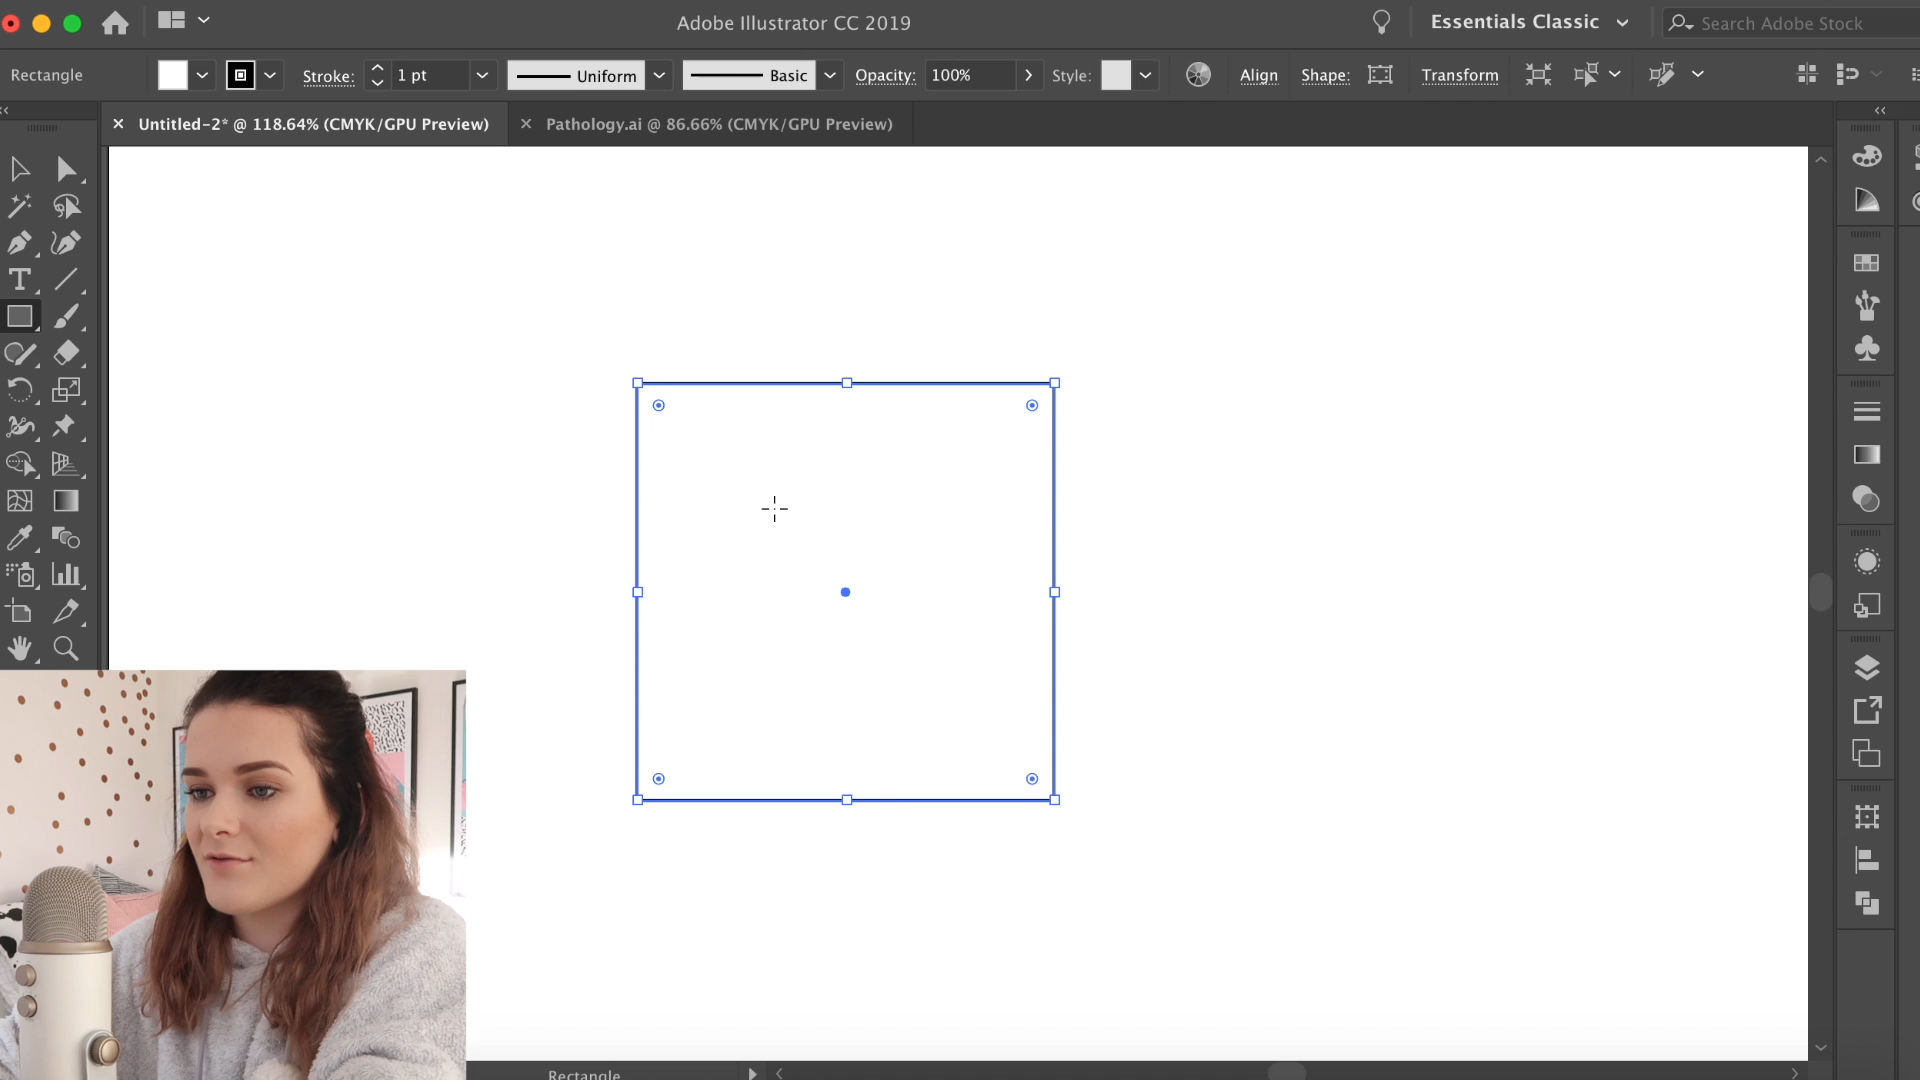 Adobe Illustrator CC 2019
Essentials Classic
Search Adobe Stock
Rectangle
Stroke:
1 pt
Uniform
Basic
Opacity:
100%
Style:
Align
Shape:
Transform
Untitled-2* @ 118.64% (CMYK/GPU Preview)
Pathology.ai @ 86.66% (CMYK/GPU Preview)
Rectangle